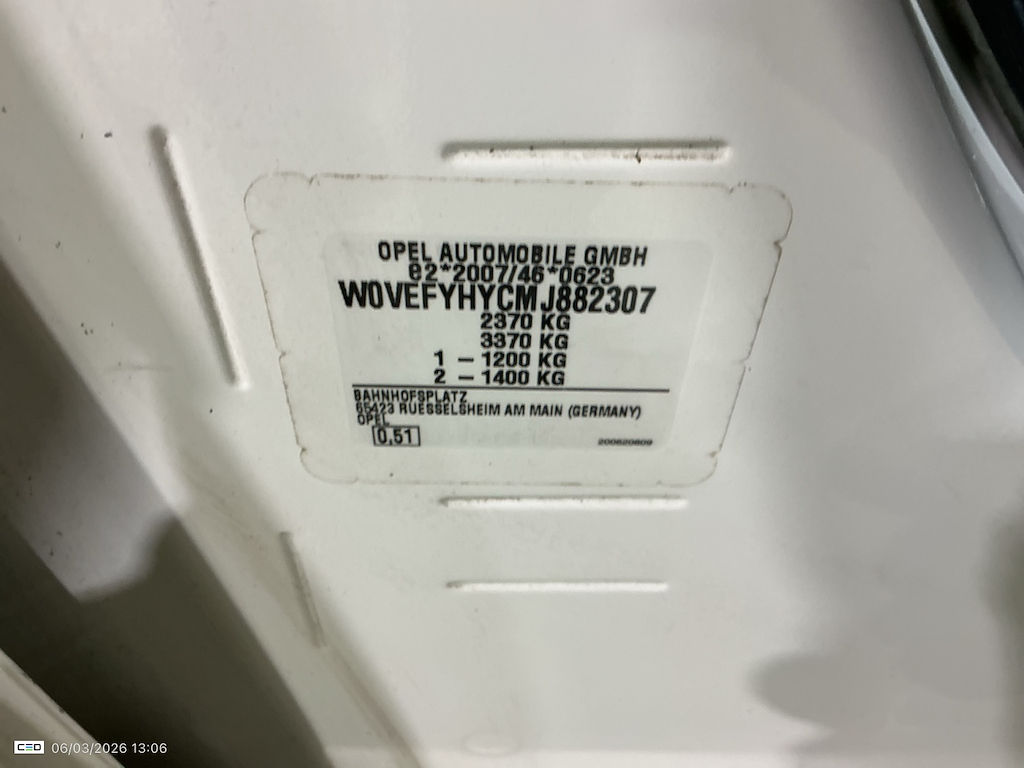 OPEL AUTOMOBILE GMBH
e2*2007/46*0623
W0VEFYHYCMJ882307
2370 KG
3370 KG
1 – 1200 KG
2 – 1400 KG
BAHNHOFSPLATZ
65423 RUESSELSHEIM AM MAIN (GERMANY)
OPEL
0,51
200620809
CEO 06/03/2026 13:06